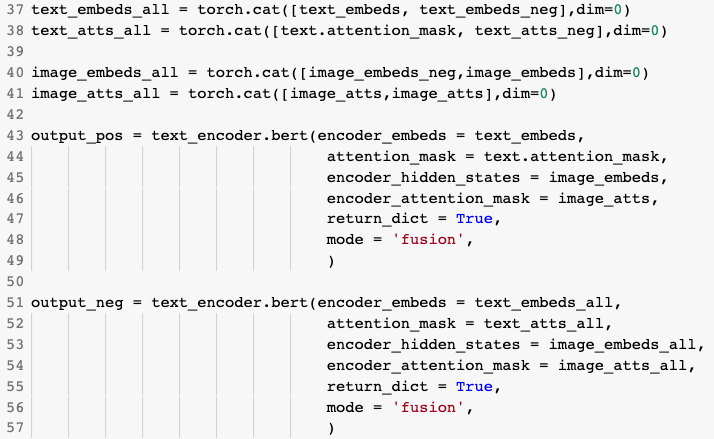 37 text_embeds_all = torch.cat([text_embeds, text_embeds_neg],dim=0)
38 text_atts_all = torch.cat([text.attention_mask, text_atts_neg],dim=0)
39
40 image_embeds_all = torch.cat([image_embeds_neg,image_embeds],dim=0)
41 image_atts_all = torch.cat([image_atts,image_atts],dim=0)
42
43 output_pos = text_encoder.bert(encoder_embeds = text_embeds,
44                                attention_mask = text.attention_mask,
45                                encoder_hidden_states = image_embeds,
46                                encoder_attention_mask = image_atts,
47                                return_dict = True,
48                                mode = 'fusion',
49                                )
50
51 output_neg = text_encoder.bert(encoder_embeds = text_embeds_all,
52                                attention_mask = text_atts_all,
53                                encoder_hidden_states = image_embeds_all,
54                                encoder_attention_mask = image_atts_all,
55                                return_dict = True,
56                                mode = 'fusion',
57                                )